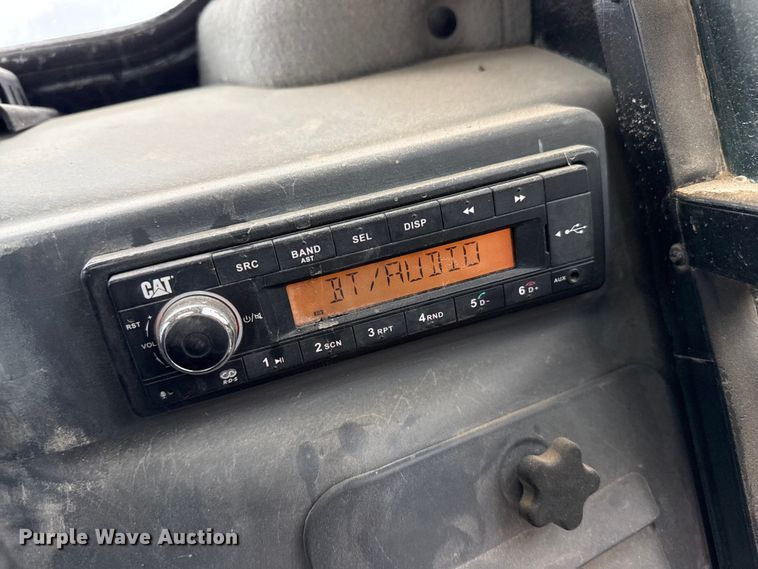 SRC
BAND
AST
SEL
DISP
CAT
BT/AUDIO
AUX
RST
VOL
1
2 SCN
3 RPT
4 RND
5 D-
6 D+
R·D·S
Purple Wave Auction®